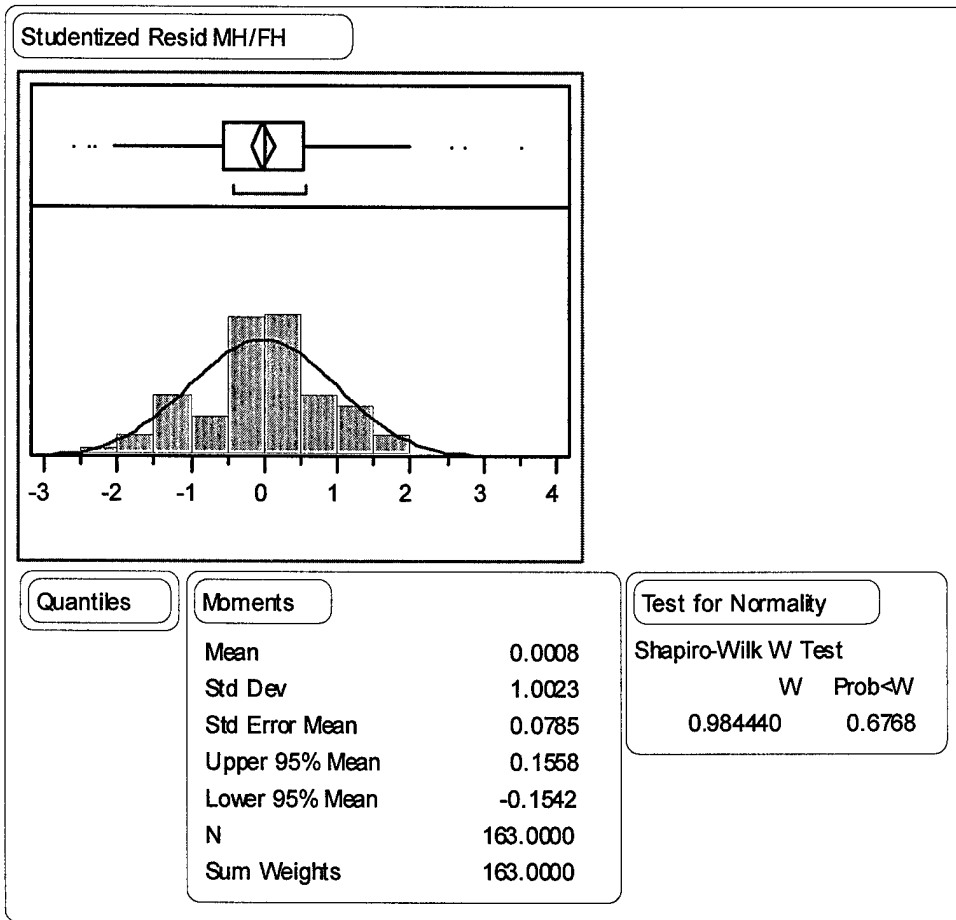 Studentized Resid MH/FH
-3 -2 -1 0 1 2 3 4
Quantiles
Moments
Mean 0.0008
Std Dev 1.0023
Std Error Mean 0.0785
Upper 95% Mean 0.1558
Lower 95% Mean -0.1542
N 163.0000
Sum Weights 163.0000
Test for Normality
Shapiro-Wilk W Test
W Prob<W
0.984440 0.6768